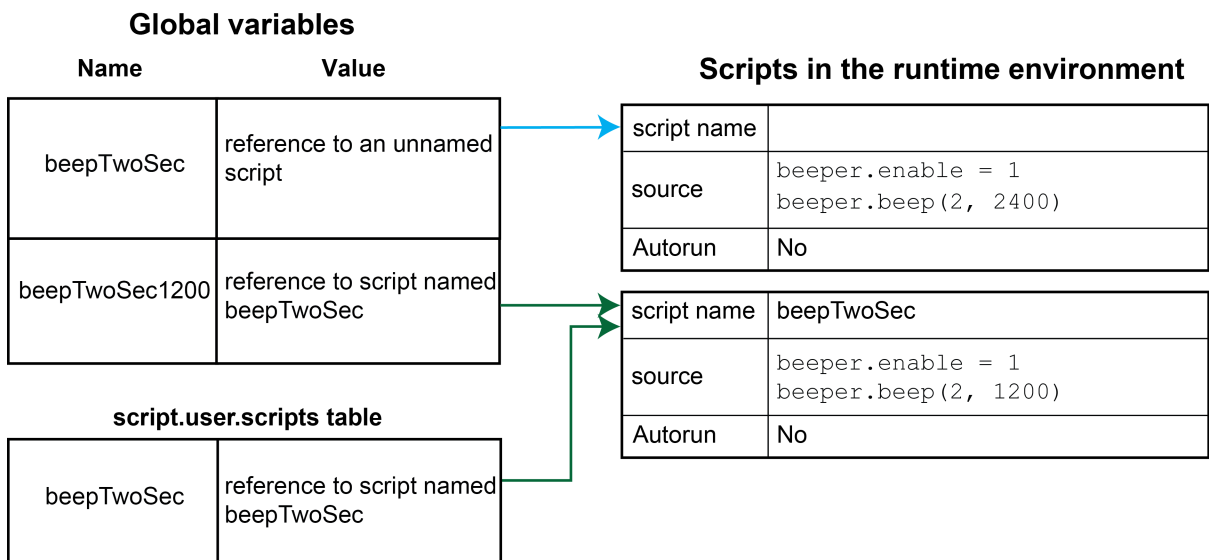 Global variables
Name Value
beepTwoSec
reference to an unnamed
script
beepTwoSec1200
reference to script named
beepTwoSec
script.user.scripts table
beepTwoSec
reference to script named
beepTwoSec
Scripts in the runtime environment
script name
source
beeper.enable = 1
beeper.beep(2, 2400)
Autorun No
script name beepTwoSec
source
beeper.enable = 1
beeper.beep(2, 1200)
Autorun No